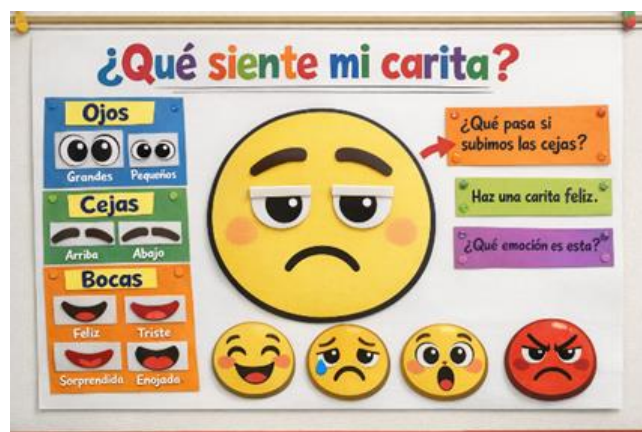 ¿Qué siente mi carita?
Ojos
Grandes Pequeños
Cejas
Arriba Abajo
Bocas
Feliz Triste
Sorprendida Enojada
¿Qué pasa si
subimos las cejas?
Haz una carita feliz.
¿Qué emoción es esta?